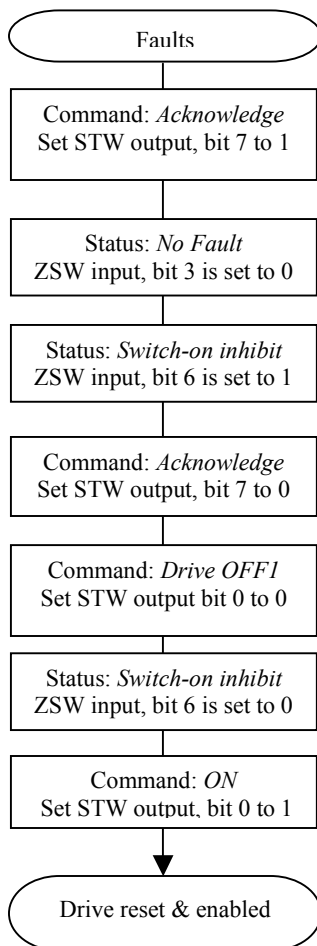 Faults
Command: Acknowledge
Set STW output, bit 7 to 1
Status: No Fault
ZSW input, bit 3 is set to 0
Status: Switch-on inhibit
ZSW input, bit 6 is set to 1
Command: Acknowledge
Set STW output, bit 7 to 0
Command: Drive OFF1
Set STW output bit 0 to 0
Status: Switch-on inhibit
ZSW input, bit 6 is set to 0
Command: ON
Set STW output, bit 0 to 1
Drive reset & enabled